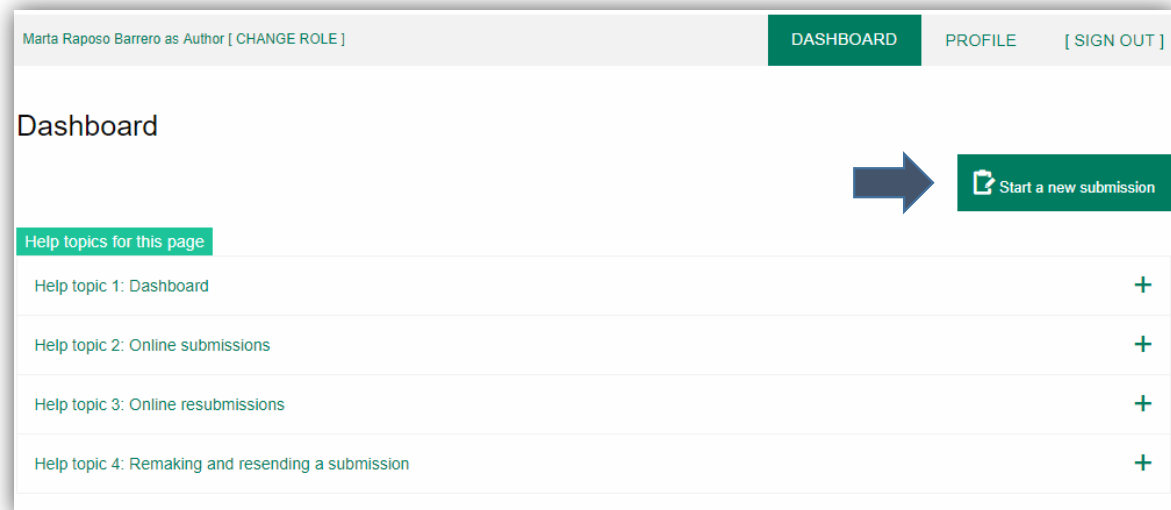 Marta Raposo Barrero as Author [ CHANGE ROLE ]
DASHBOARD
PROFILE
[ SIGN OUT ]
Dashboard
Start a new submission
Help topics for this page
Help topic 1: Dashboard
Help topic 2: Online submissions
Help topic 3: Online resubmissions
Help topic 4: Remaking and resending a submission